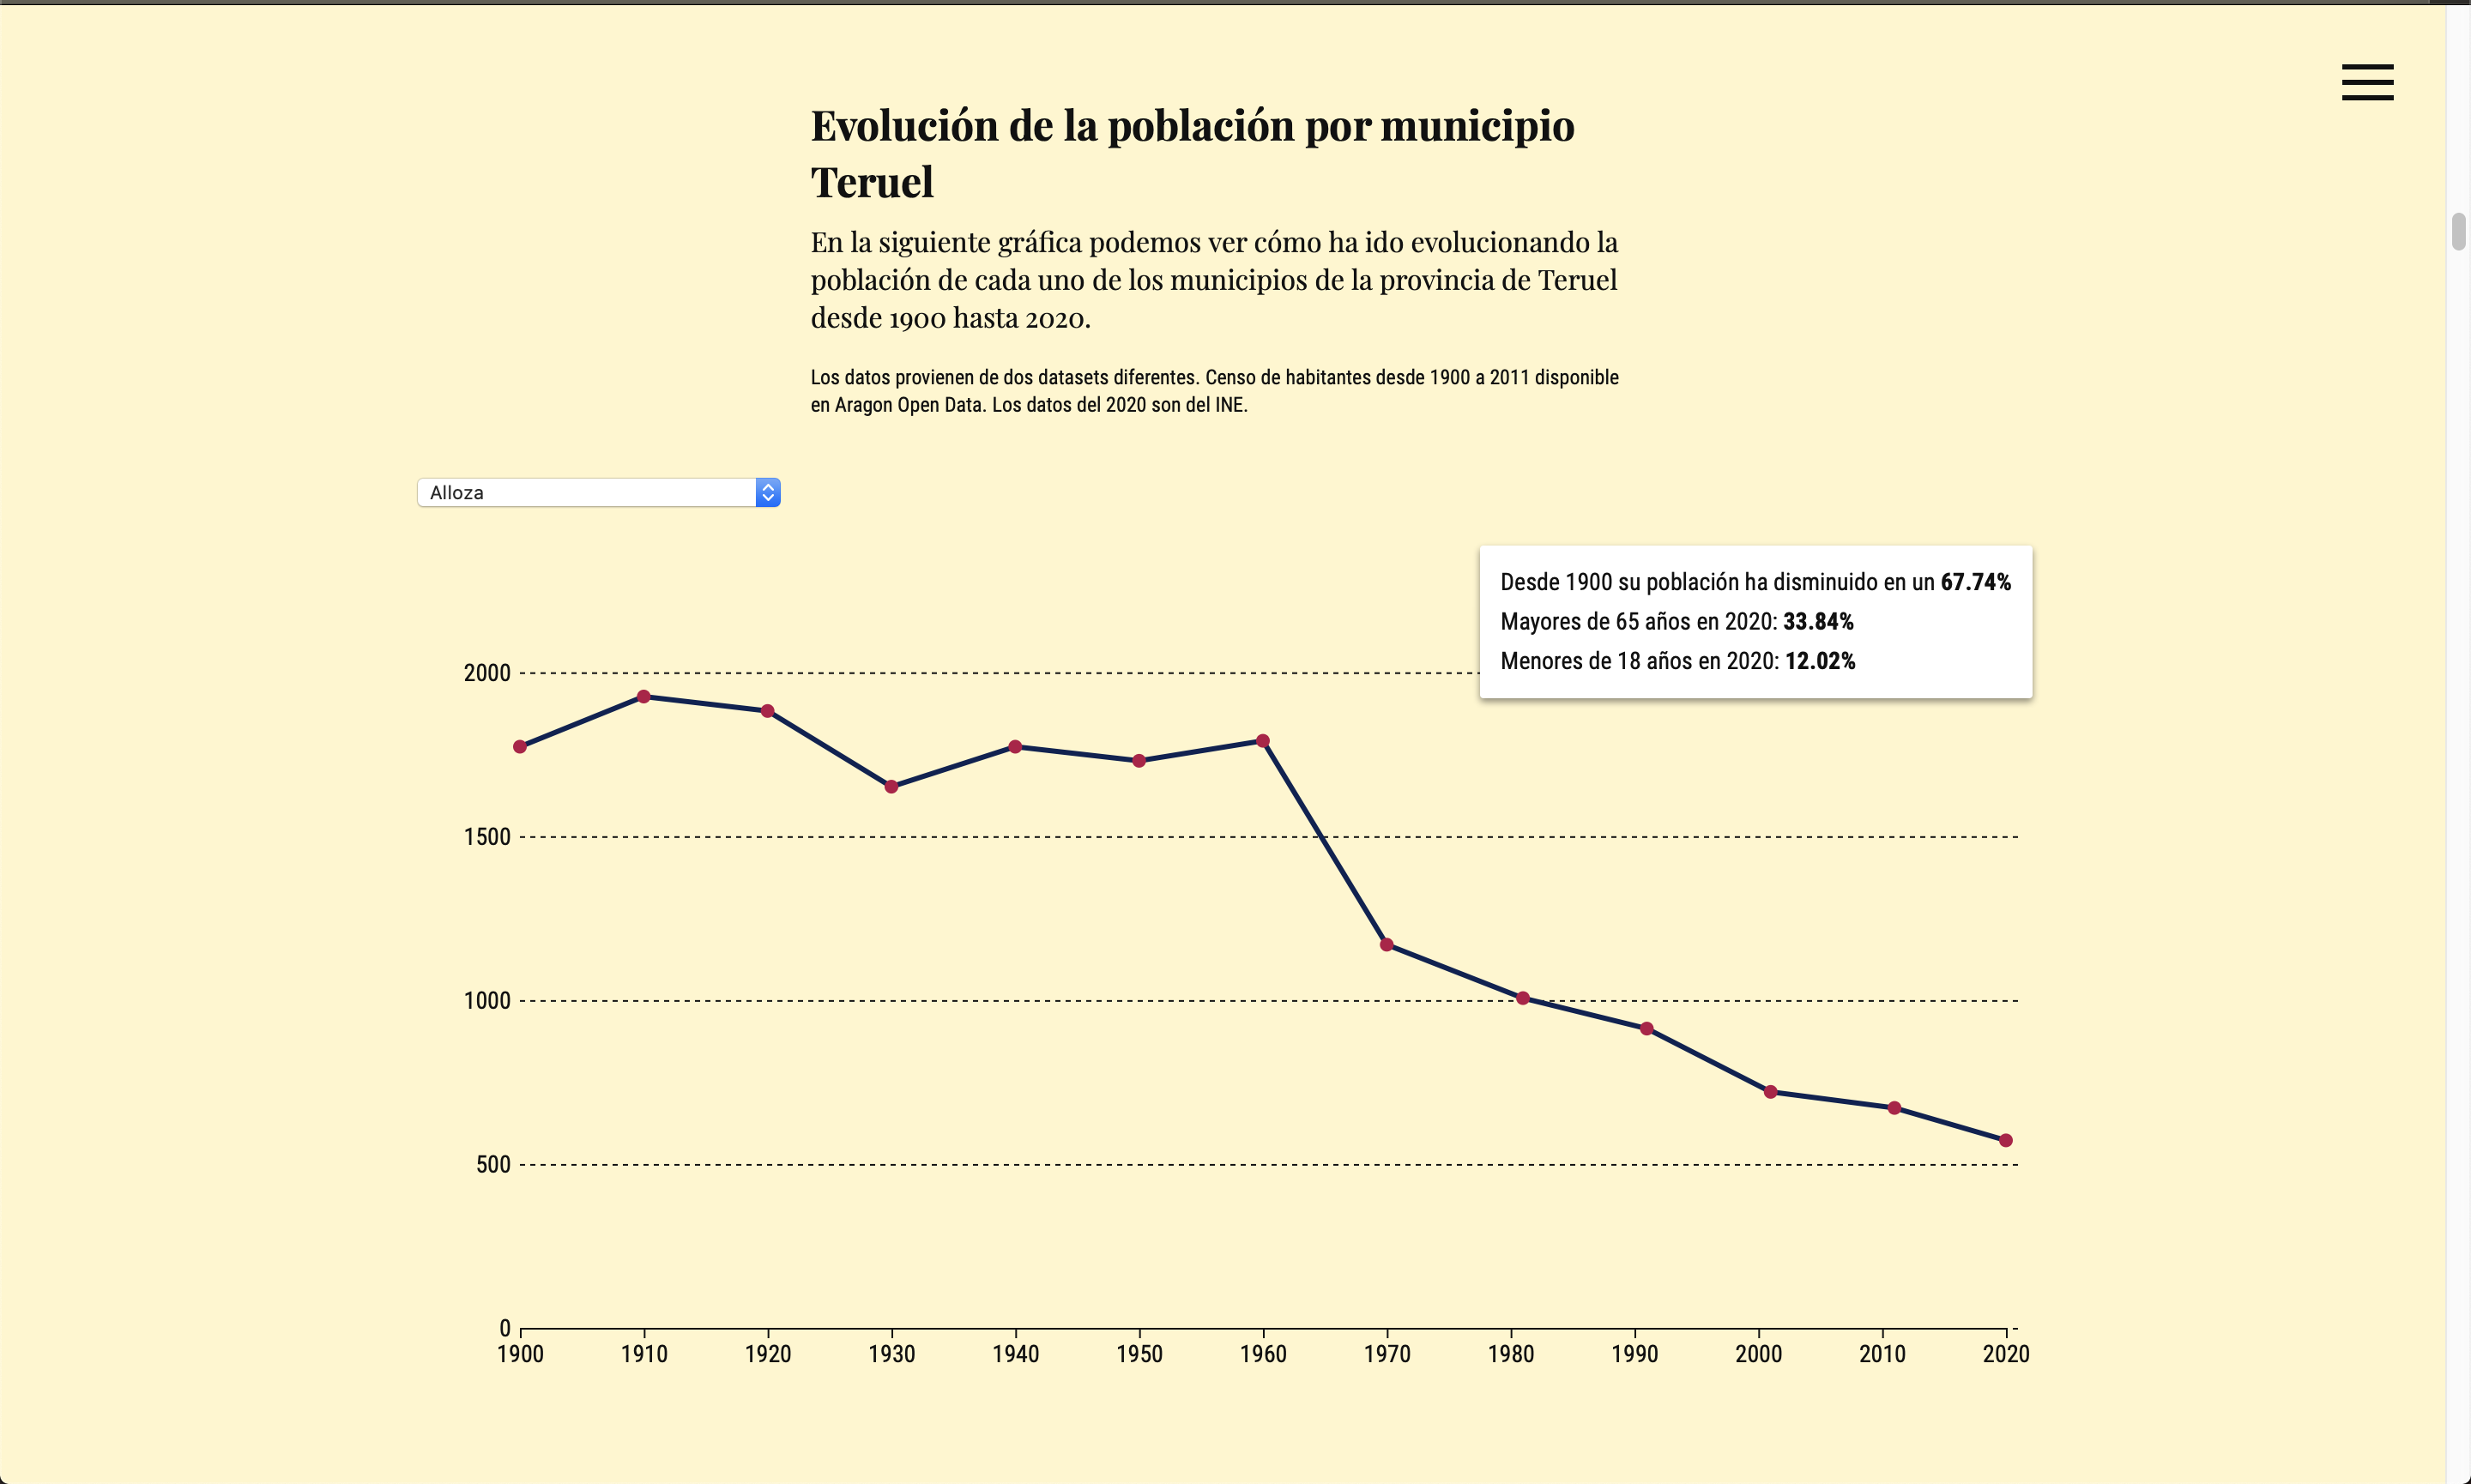 Evolución de la población por municipio
Teruel
En la siguiente gráfica podemos ver cómo ha ido evolucionando la
población de cada uno de los municipios de la provincia de Teruel
desde 1900 hasta 2020.
Los datos provienen de dos datasets diferentes. Censo de habitantes desde 1900 a 2011 disponible
en Aragon Open Data. Los datos del 2020 son del INE.
Alloza
Desde 1900 su población ha disminuido en un 67.74%
Mayores de 65 años en 2020: 33.84%
Menores de 18 años en 2020: 12.02%
2000
1500
1000
500
0
1900 1910 1920 1930 1940 1950 1960 1970 1980 1990 2000 2010 2020